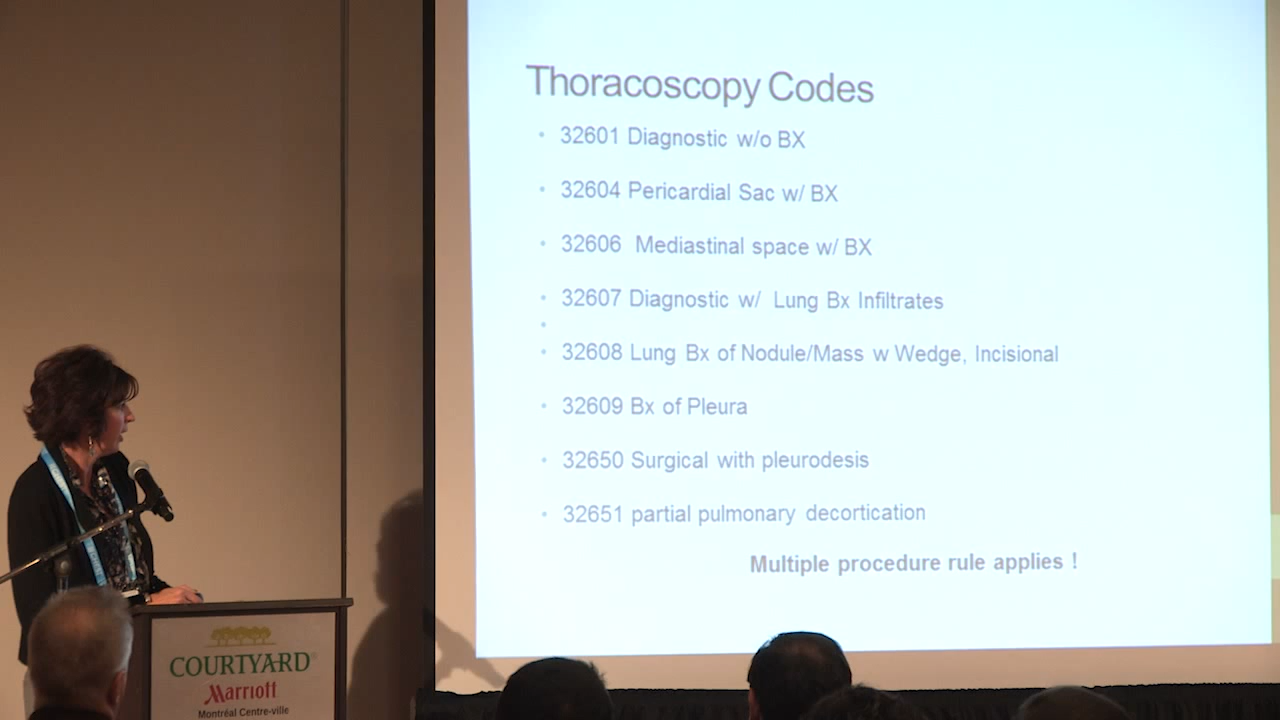 Thoracoscopy Codes
• 32601 Diagnostic w/o BX
• 32604 Pericardial Sac w/ BX
• 32606 Mediastinal space w/ BX
• 32607 Diagnostic w/ Lung Bx Infiltrates
•
• 32608 Lung Bx of Nodule/Mass w Wedge, Incisional
• 32609 Bx of Pleura
• 32650 Surgical with pleurodesis
• 32651 partial pulmonary decortication
Multiple procedure rule applies !
COURTYARD®
Marriott
Montréal Centre-ville